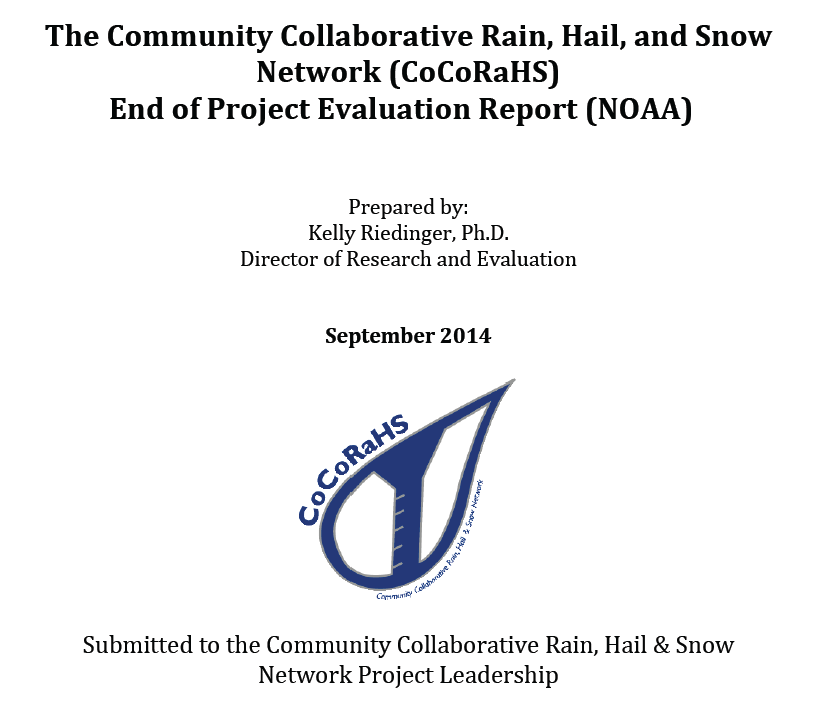 The Community Collaborative Rain, Hail, and Snow
Network (CoCoRaHS)
End of Project Evaluation Report (NOAA)
Prepared by:
Kelly Riedinger, Ph.D.
Director of Research and Evaluation
September 2014
CoCoRaHS
Community Collaborative Rain, Hail & Snow Network
Submitted to the Community Collaborative Rain, Hail & Snow
Network Project Leadership